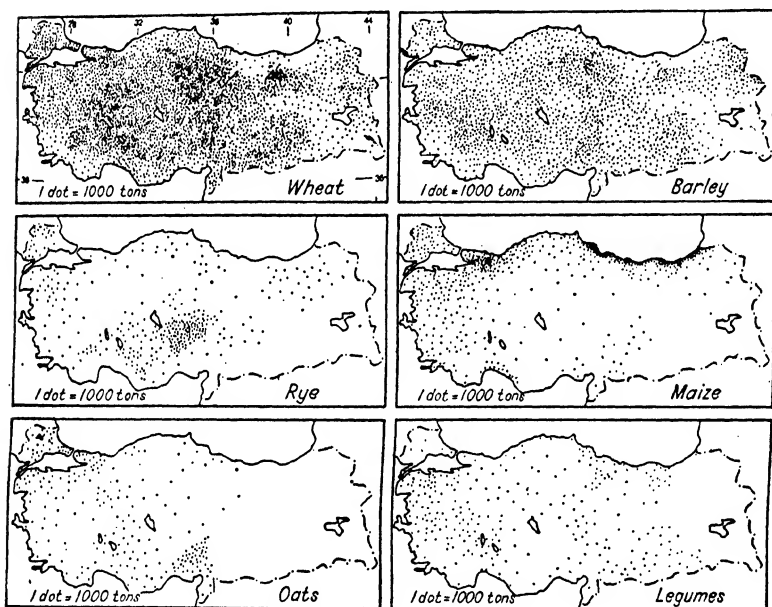 28 32 36 40 44
36 36
1 dot = 1000 tons Wheat
1 dot = 1000 tons Barley
1 dot = 1000 tons Rye
1 dot = 1000 tons Maize
1 dot = 1000 tons Oats
1 dot = 1000 tons Legumes